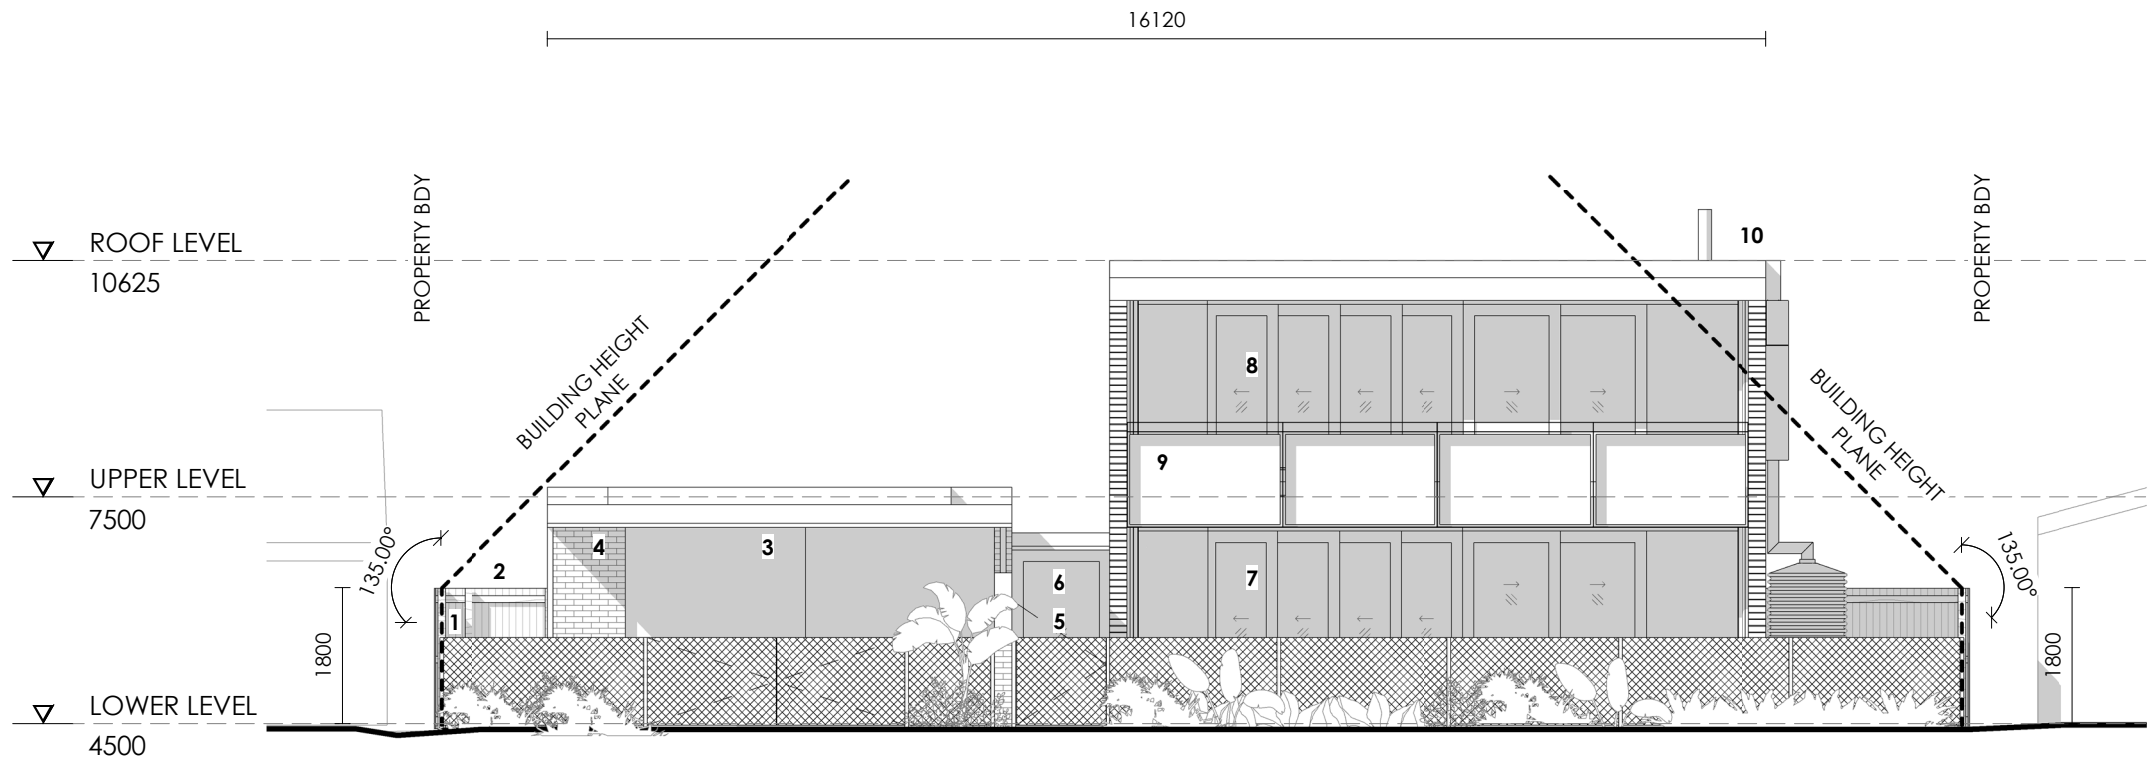 16120
ROOF LEVEL
10625
PROPERTY BDY
PROPERTY BDY
10
BUILDING HEIGHT
PLANE
8
BUILDING HEIGHT
PLANE
9
UPPER LEVEL
7500
135.00°
135.00°
4
3
2
6
7
1
5
1800
1800
LOWER LEVEL
4500